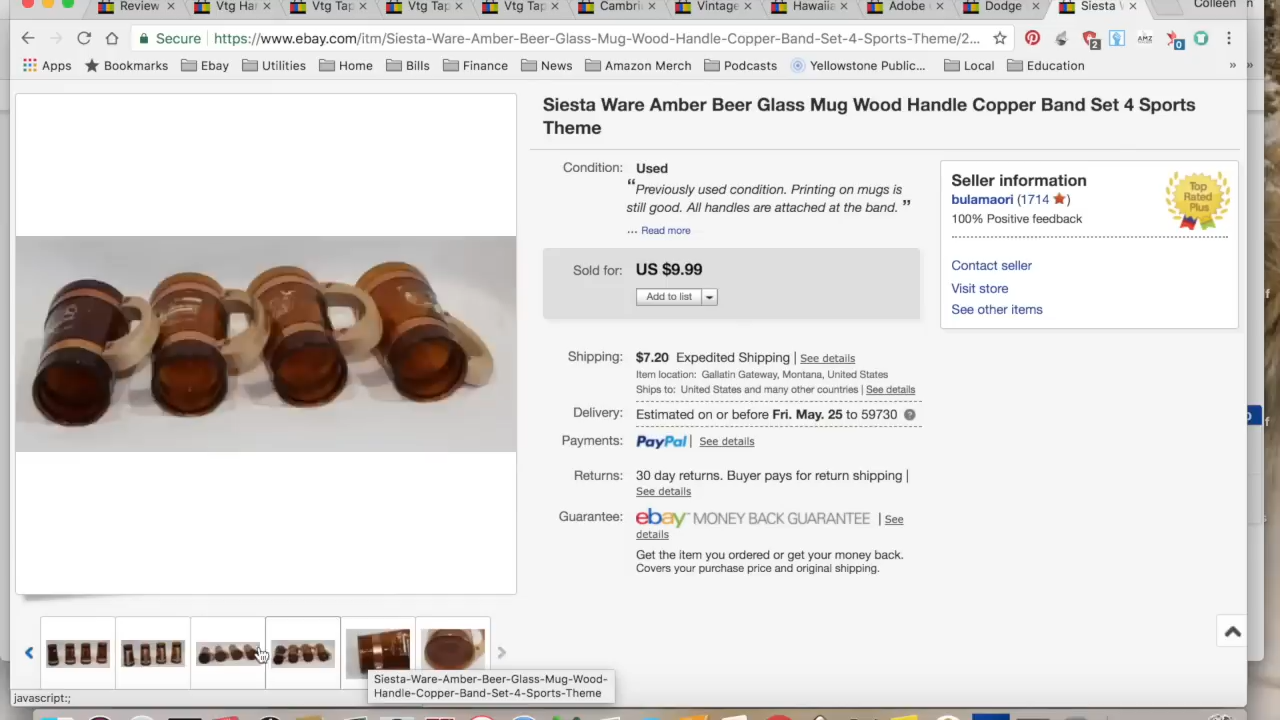 Review
Vtg Har
Vtg Tap
Vtg Tap
Vtg Tap
Cambri
Vintage
Hawaiia
Adobe
Dodge
Siesta
Colleen
Secure
https://www.ebay.com/itm/Siesta-Ware-Amber-Beer-Glass-Mug-Wood-Handle-Copper-Band-Set-4-Sports-Theme/2...
2
AMZ
0
Apps
Bookmarks
Ebay
Utilities
Home
Bills
Finance
News
Amazon Merch
Podcasts
Yellowstone Public...
Local
Education
»
»
Siesta Ware Amber Beer Glass Mug Wood Handle Copper Band Set 4 Sports
Theme
Condition: Used
“Previously used condition. Printing on mugs is
still good. All handles are attached at the band. ”
... Read more
Sold for: US $9.99
Add to list
Seller information
bulamaori (1714 )
100% Positive feedback
Top
Rated
Plus
Contact seller
Visit store
See other items
Shipping: $7.20 Expedited Shipping | See details
Item location: Gallatin Gateway, Montana, United States
Ships to: United States and many other countries | See details
Delivery: Estimated on or before Fri. May. 25 to 59730 ?
Payments: PayPal | See details
Returns: 30 day returns. Buyer pays for return shipping |
See details
Guarantee: ebay MONEY BACK GUARANTEE | See
details
Get the item you ordered or get your money back.
Covers your purchase price and original shipping.
Siesta-Ware-Amber-Beer-Glass-Mug-Wood-
Handle-Copper-Band-Set-4-Sports-Theme
javascript:;